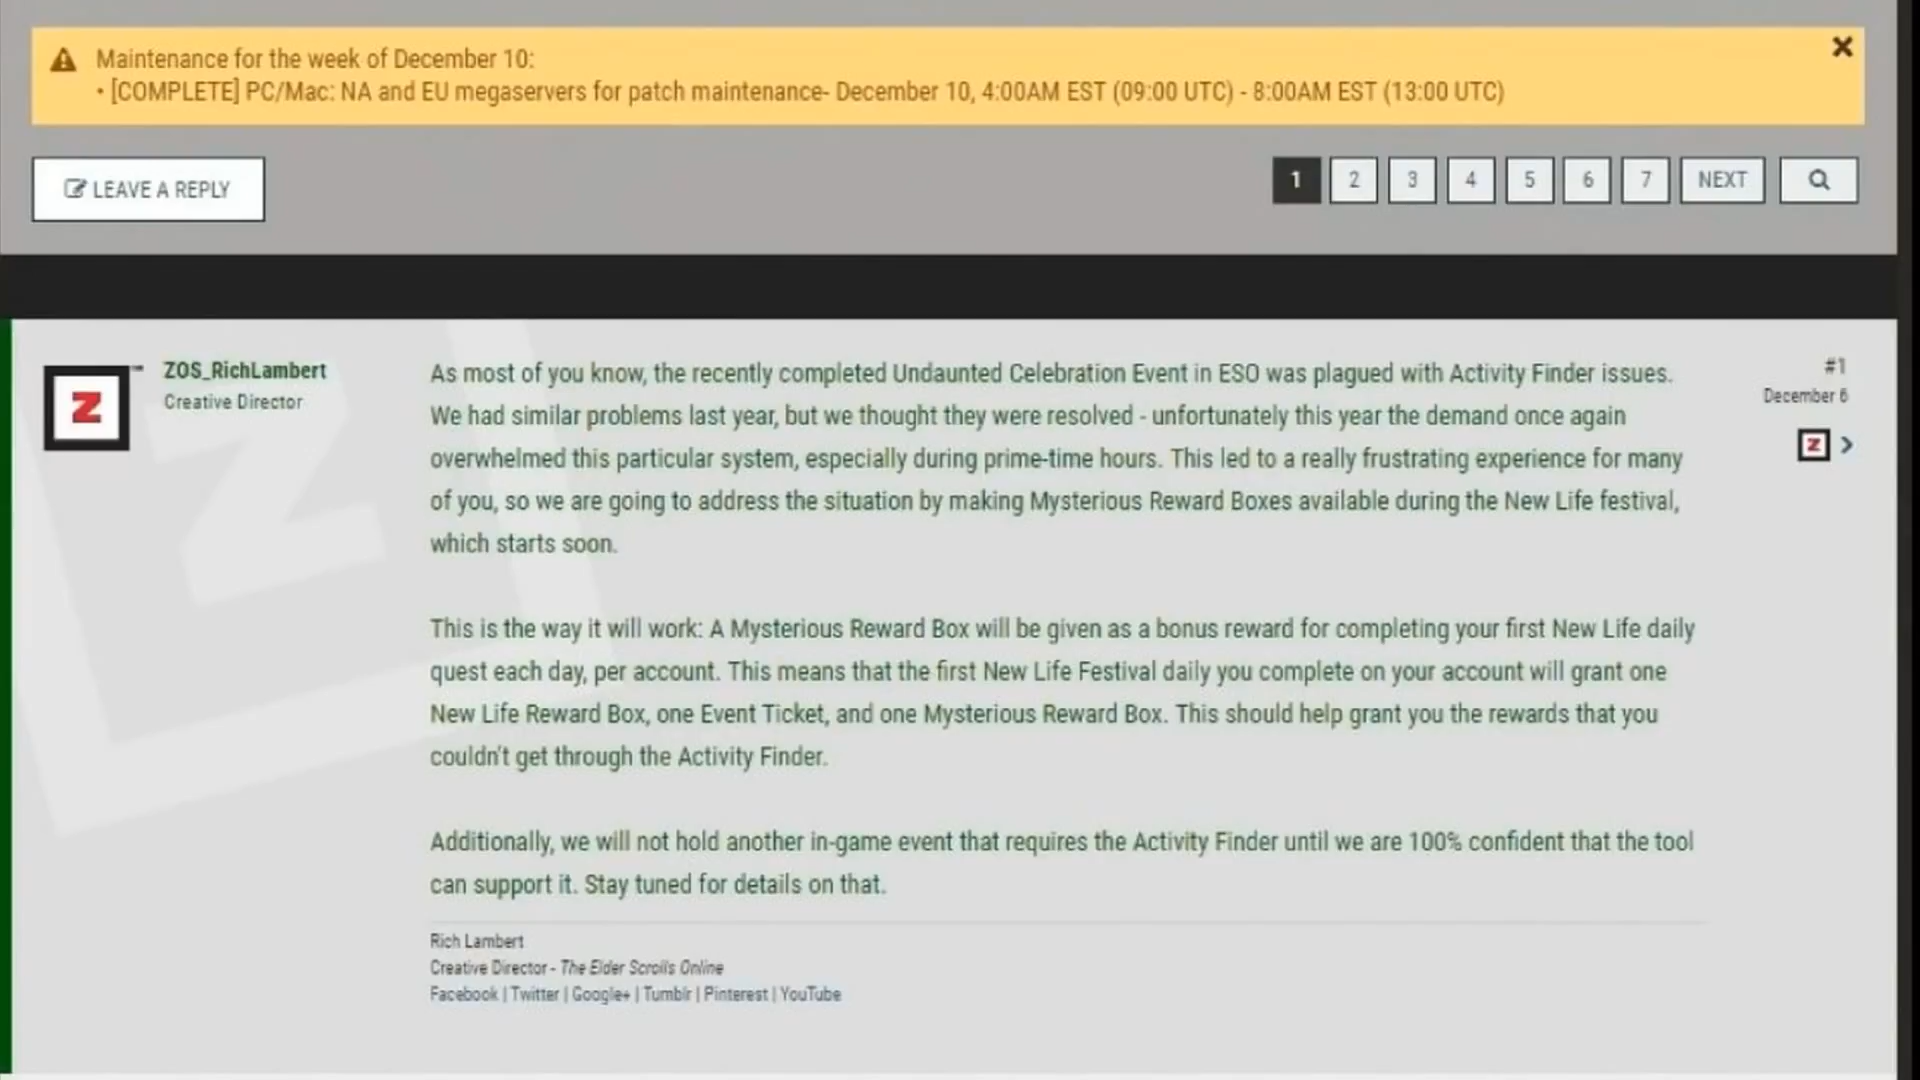 Maintenance for the week of December 10:
• [COMPLETE] PC/Mac: NA and EU megaservers for patch maintenance- December 10, 4:00AM EST (09:00 UTC) - 8:00AM EST (13:00 UTC)
LEAVE A REPLY
1 2 3 4 5 6 7 NEXT
Z
ZOS_RichLambert
Creative Director
#1
December 6
Z
As most of you know, the recently completed Undaunted Celebration Event in ESO was plagued with Activity Finder issues.
We had similar problems last year, but we thought they were resolved - unfortunately this year the demand once again
overwhelmed this particular system, especially during prime-time hours. This led to a really frustrating experience for many
of you, so we are going to address the situation by making Mysterious Reward Boxes available during the New Life festival,
which starts soon.
This is the way it will work: A Mysterious Reward Box will be given as a bonus reward for completing your first New Life daily
quest each day, per account. This means that the first New Life Festival daily you complete on your account will grant one
New Life Reward Box, one Event Ticket, and one Mysterious Reward Box. This should help grant you the rewards that you
couldn't get through the Activity Finder.
Additionally, we will not hold another in-game event that requires the Activity Finder until we are 100% confident that the tool
can support it. Stay tuned for details on that.
Rich Lambert
Creative Director - The Elder Scrolls Online
Facebook | Twitter | Google+ | Tumblr | Pinterest | YouTube